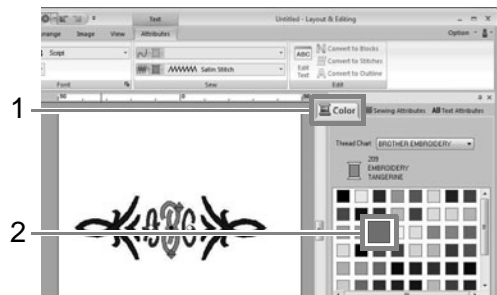 Text
Untitled - Layout & Editing
arrange Image View Attributes
Option
Script
Satin Stitch
ABC
Edit Text
Convert to Blocks
Convert to Stitches
Convert to Outline
Font
Sew
Edit
1
Color
Sewing Attributes
AB Text Attributes
Thread Chart BROTHER EMBROIDERY
209
EMBROIDERY
TANGERINE
2